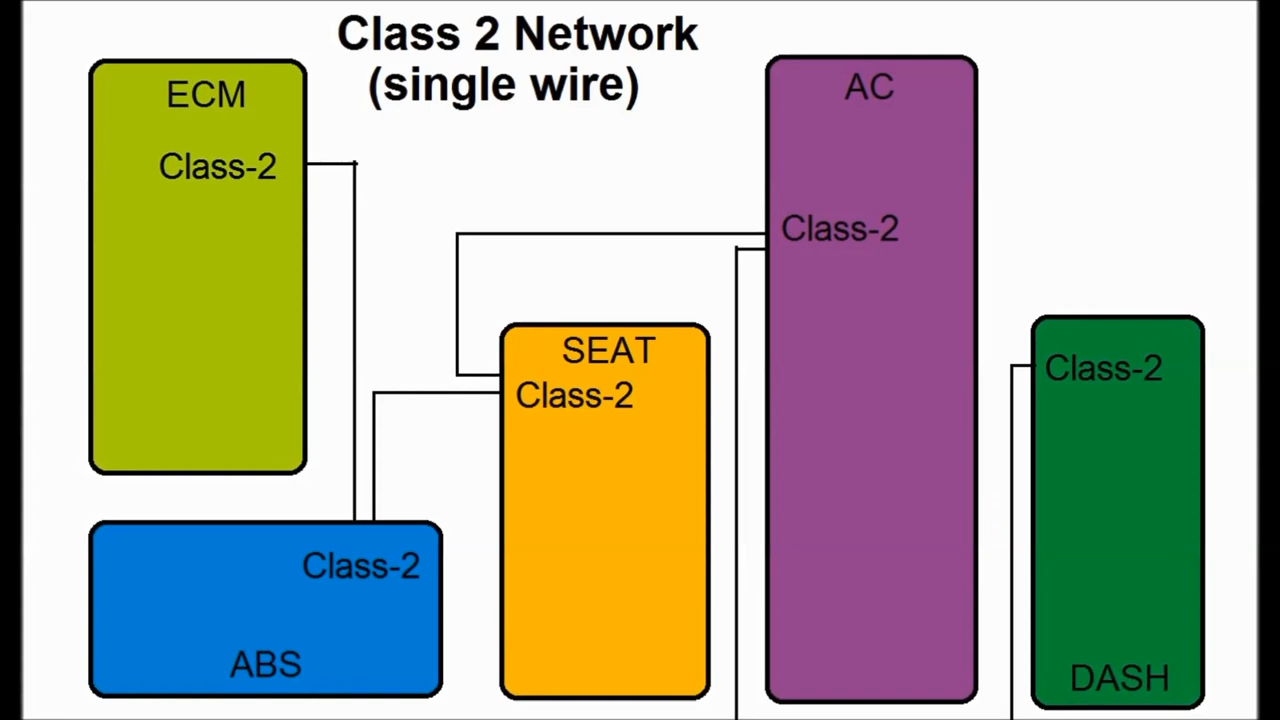 Class 2 Network
(single wire)
ECM
Class-2
AC
Class-2
SEAT
Class-2
Class-2
DASH
Class-2
ABS